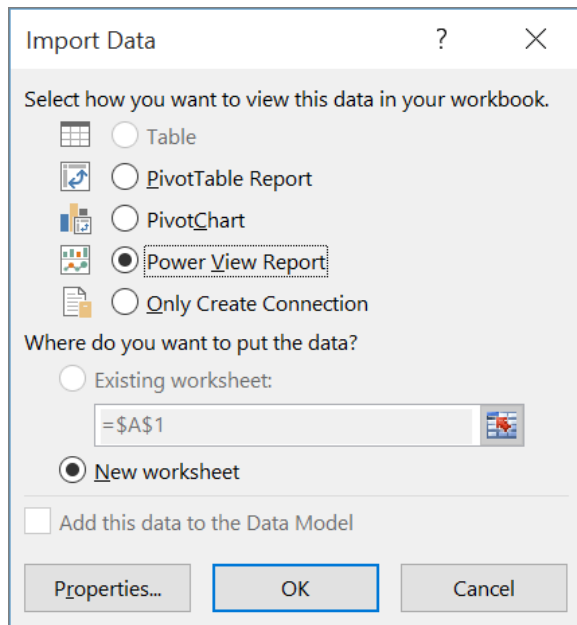 Import Data ?
Select how you want to view this data in your workbook.
Table
PivotTable Report
PivotChart
Power View Report
Only Create Connection
Where do you want to put the data?
Existing worksheet:
=$A$1
New worksheet
Add this data to the Data Model
Properties... OK Cancel